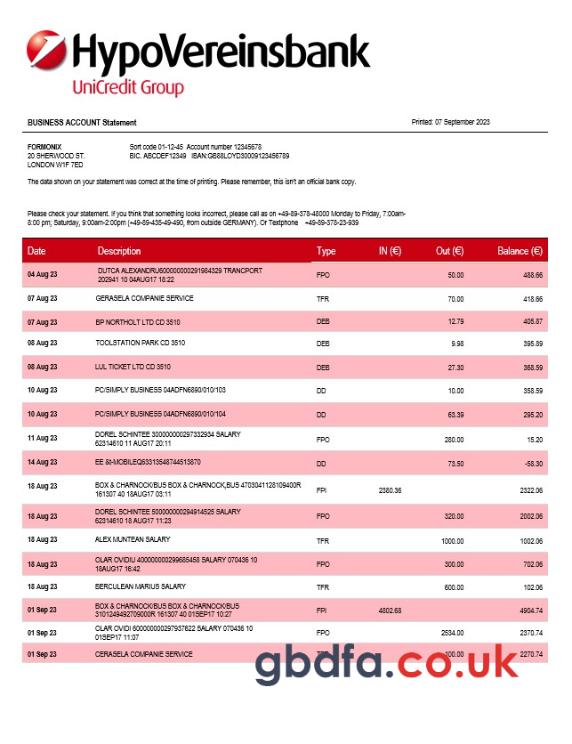 HypoVereinsbank
UniCredit Group
BUSINESS ACCOUNT Statement Printed: 07 September 2023
FORMONIX Sort code 01-12-45 Account number 12345678
20 SHERWOOD ST. BIC. ABCDEF12349 IBAN:GB88LOYD30009123456789
LONDON W1F 7ED
The data shown on your statement was correct at the time of printing. Please remember, this isn't an official bank copy.
Please check your statement. If you think that something looks incorrect, please call as on +49-89-378-48000 Monday to Friday, 7:00am-
8:00 pm; Saturday, 9:00am-2:00pm (+49-89-435-49-490, from outside GERMANY). Or Textphone +49-89-378-23-939
Date Description Type IN (€) Out (€) Balance (€)
04 Aug 23 DUTCA ALEXANDRU500000000291984329 TRANCPORT FPO 50.00 488.66
202941 10 04AUG17 18:22
07 Aug 23 GERASELA COMPANIE SERVICE TFR 70.00 418.66
07 Aug 23 BP NORTHOLT LTD CD 3510 DEB 12.79 405.87
08 Aug 23 TOOLSTATION PARK CD 3510 DEB 9.98 395.89
08 Aug 23 LUL TICKET LTD CD 3510 DEB 27.30 368.59
10 Aug 23 PC/SIMPLY BUSINESS 04ADFN6890/010/103 DD 10.00 358.59
10 Aug 23 PC/SIMPLY BUSINESS 04ADFN6890/010/104 DD 63.39 295.20
11 Aug 23 DOREL SCHINTEE 300000000297332934 SALARY FPO 280.00 15.20
62314610 11 AUG17 20:11
14 Aug 23 EE &t-MOBILEQ53313548744513870 DD 73.50 -58.30
18 Aug 23 BOX & CHARNOCK/BUS BOX & CHARNOCK,BUS 4703041128109400R FPI 2380.36 2322.06
161307 40 18AUG17 03:11
18 Aug 23 DOREL SCHINTEE 500000000294914525 SALARY FPO 320.00 2002.06
62314610 18 AUG17 11:23
18 Aug 23 ALEX MUNTEAN SALARY TFR 1000.00 1002.06
18 Aug 23 OLAR OVIDIU 400000000299685458 SALARY 070436 10 FPO 300.00 702.06
18AUG17 16:42
18 Aug 23 BERCULEAN MARIUS SALARY TFR 600.00 102.06
01 Sep 23 BOX & CHARNOCK/BUS BOX & CHARNOCK/BUS FPI 4802.68 4904.74
3101249492709000R 161307 40 01SEP17 10:27
01 Sep 23 OLAR OVIDI 600000000297937622 SALARY 070436 10 FPO 2534.00 2370.74
01SEP17 11:07
01 Sep 23 CERASELA COMPANIE SERVICE 100.00 2270.74
gbdfa.co.uk